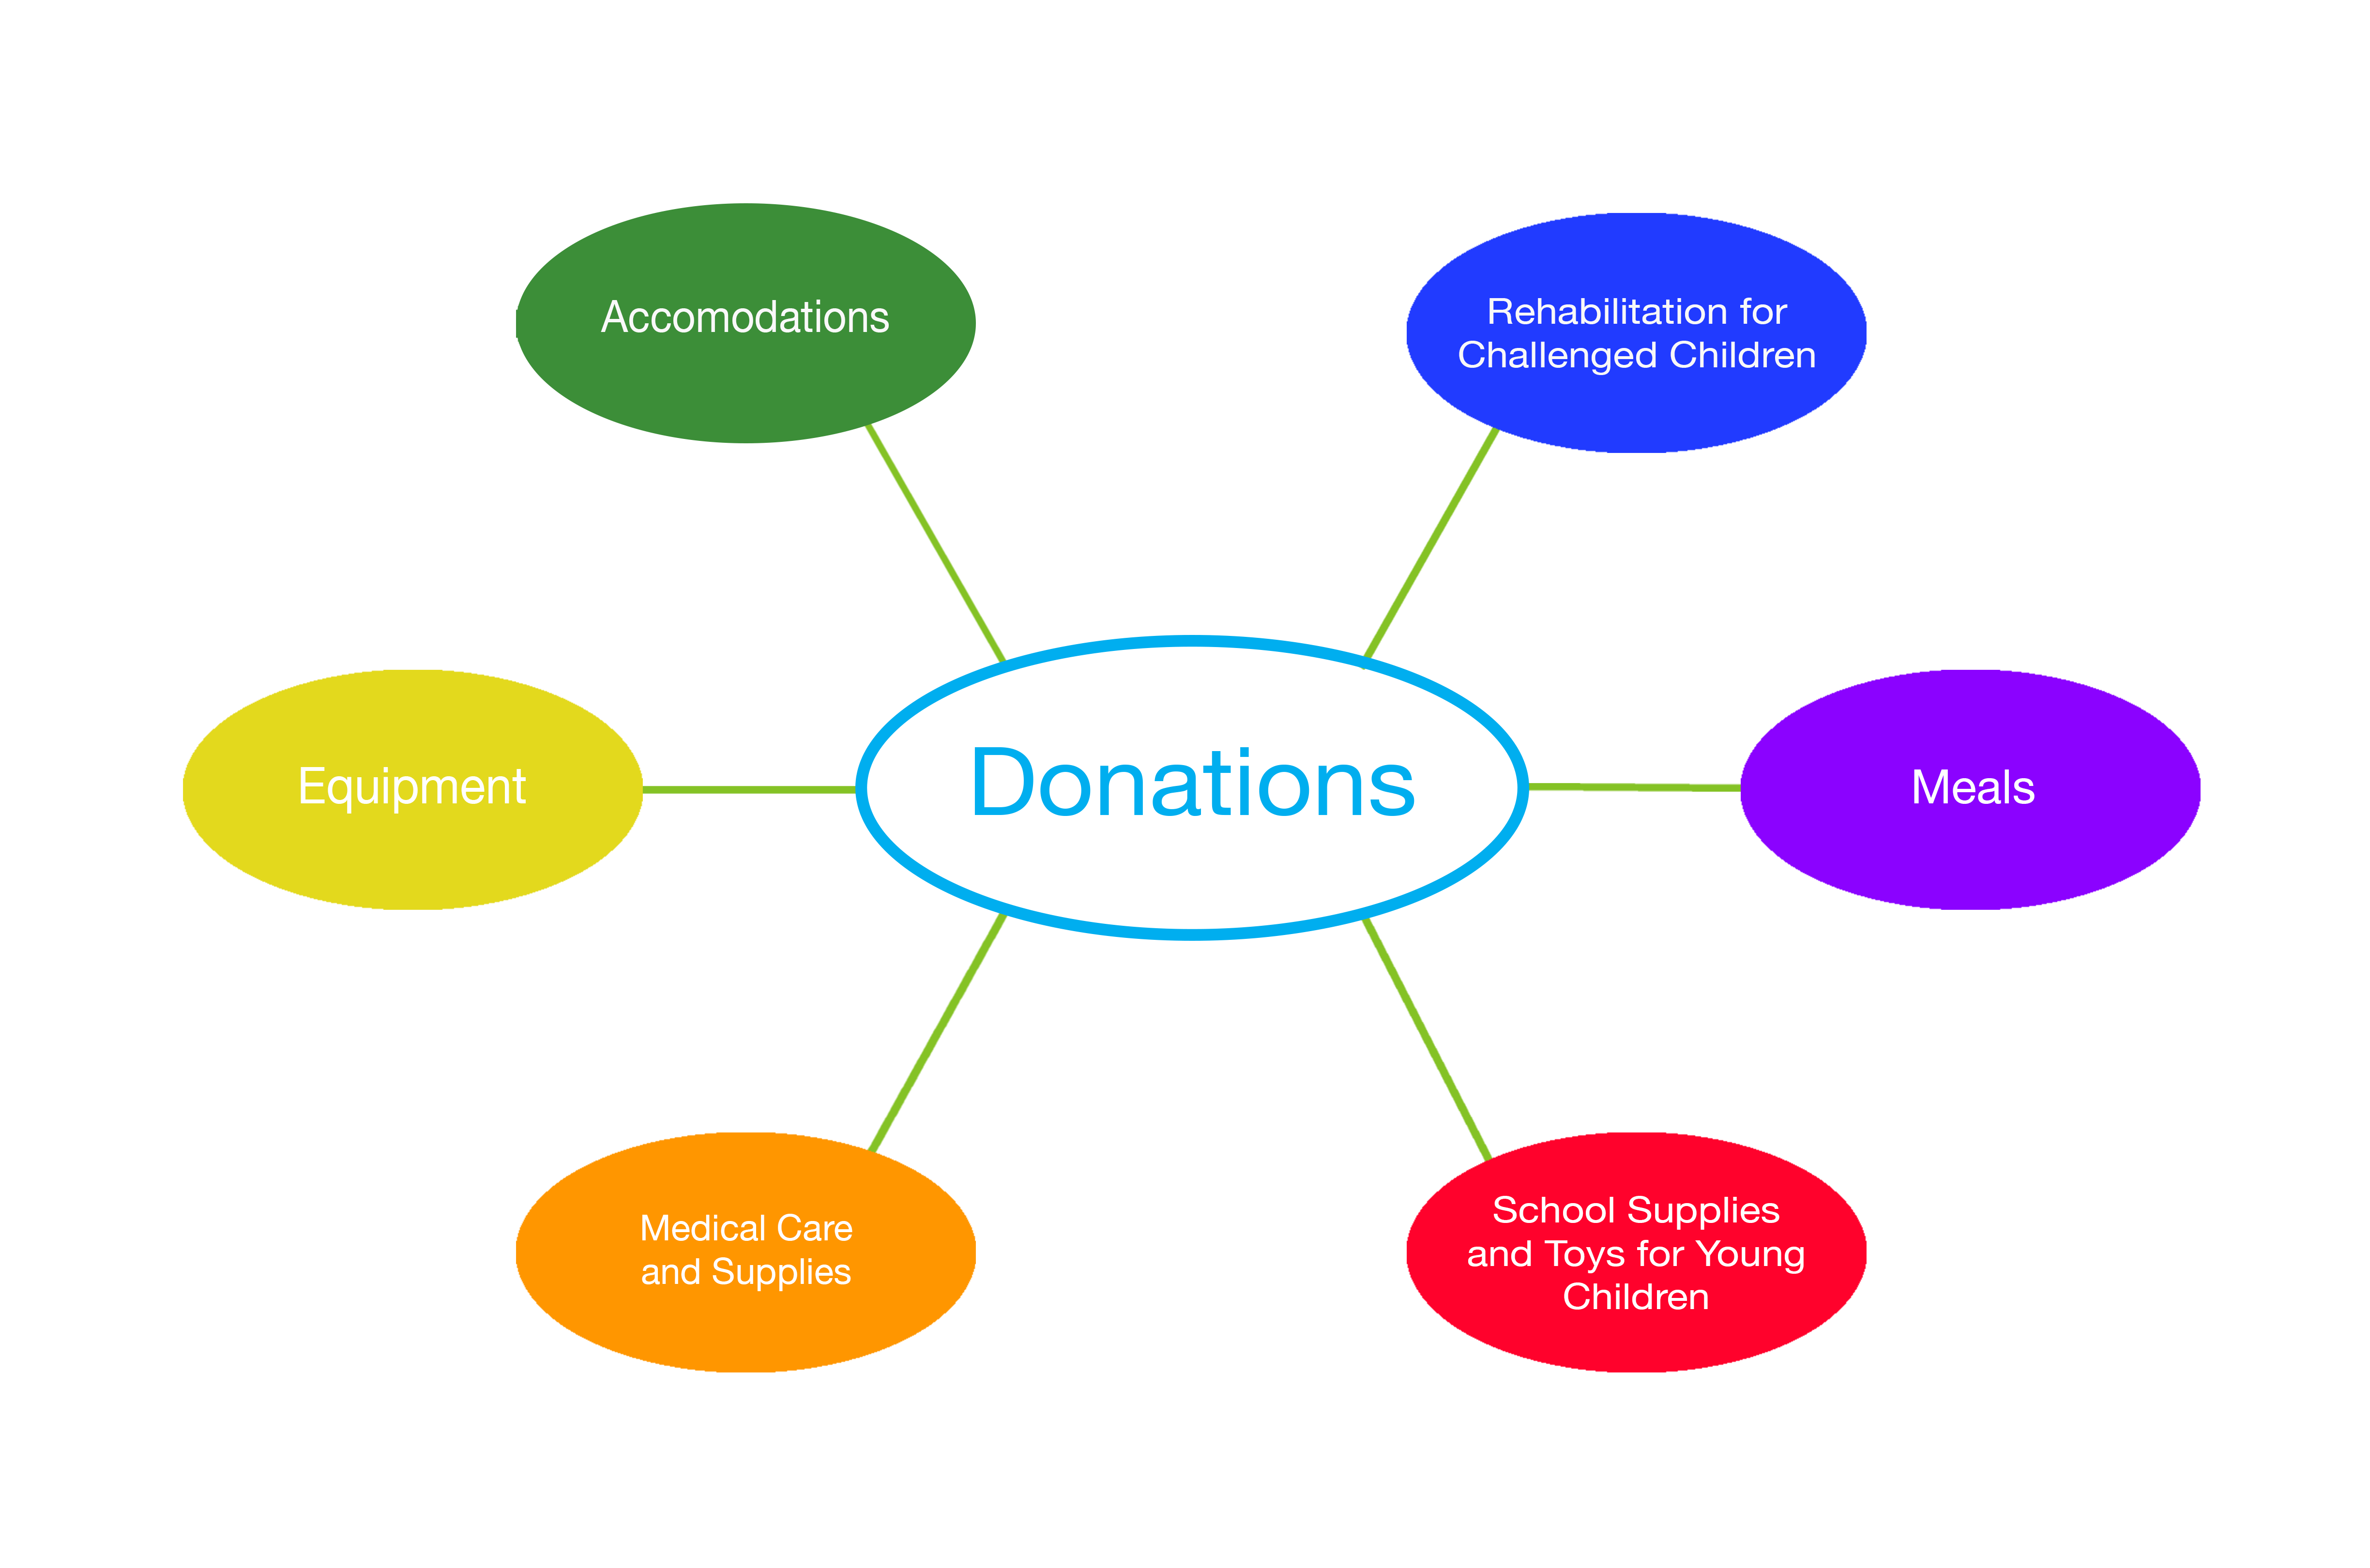 Accomodations
Rehabilitation for
Challenged Children
Equipment
Donations
Meals
Medical Care
and Supplies
School Supplies
and Toys for Young
Children